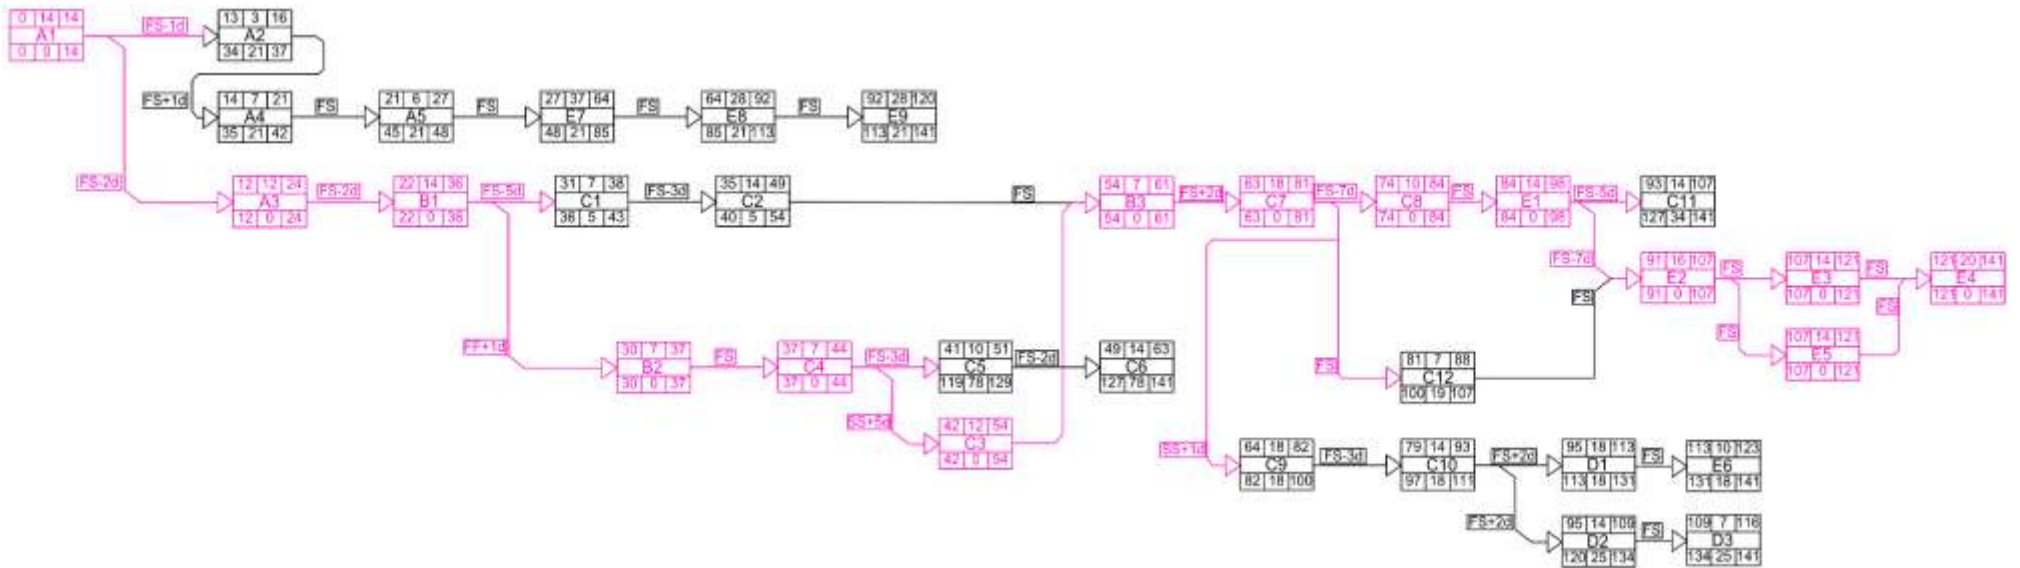 0 14 14
A1
0 0 14
FS-1d
13 3 16
A2
34 21 37
FS+1d
14 7 21
A4
35 21 42
FS
21 6 27
A5
45 21 48
FS
27 37 64
E7
48 21 85
FS
64 28 92
E8
85 21 113
FS
92 28 120
E9
113 21 141
FS-2d
12 12 24
A3
12 0 24
FS-2d
22 14 36
B1
22 0 36
FS-5d
31 7 38
C1
36 5 43
FS-3d
35 14 49
C2
40 5 54
FS
54 7 61
B3
54 0 61
FS+2d
63 18 81
C7
63 0 81
FS-7d
74 10 84
C8
74 0 84
FS
84 14 98
E1
84 0 98
FS-5d
93 14 107
C11
127 34 141
FS-7d
FS
91 16 107
E2
91 0 107
FS
107 14 121
E3
107 0 121
FS
121 20 141
E4
121 0 141
FS
107 14 121
E5
107 0 121
FS
FF+1d
30 7 37
B2
30 0 37
FS
37 7 44
C4
37 0 44
FS-3d
41 10 51
C5
119 78 129
FS-2d
49 14 63
C6
127 78 141
FS
81 7 88
C12
100 19 107
SS+5d
42 12 54
C3
42 0 54
SS+1d
64 18 82
C9
82 18 100
FS-3d
79 14 93
C10
97 18 111
FS+2d
95 18 113
D1
113 18 131
FS
113 10 123
E6
131 18 141
FS+2d
95 14 109
D2
120 25 134
FS
109 7 116
D3
134 25 141